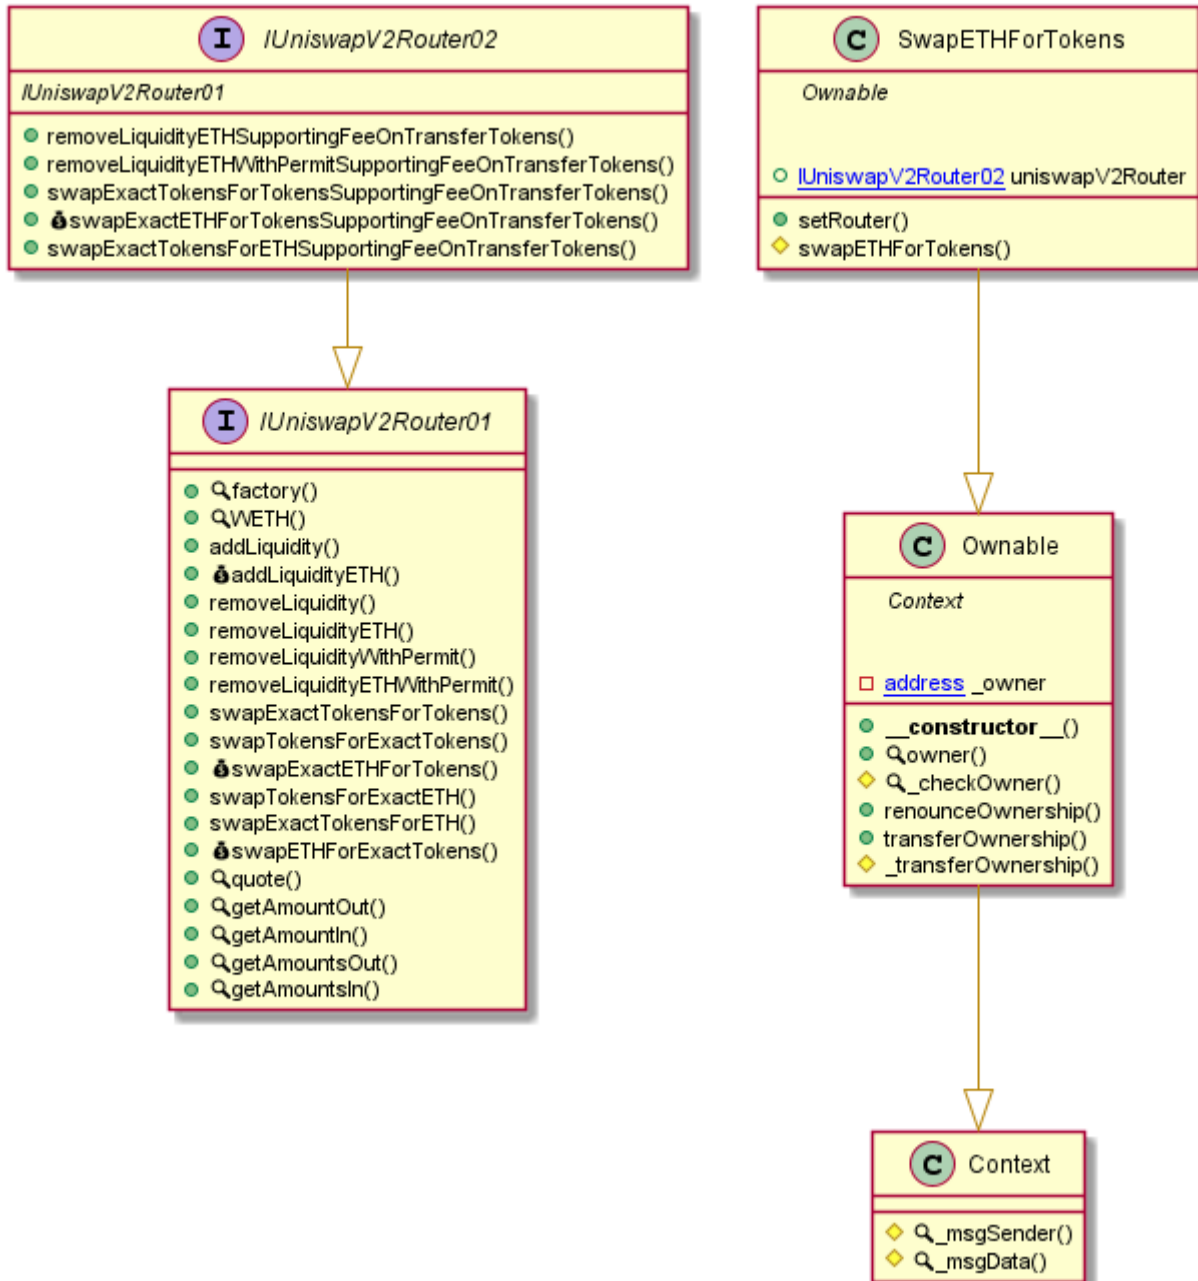 I IUniswapV2Router02
IUniswapV2Router01
removeLiquidityETHSupportingFeeOnTransferTokens()
removeLiquidityETHWithPermitSupportingFeeOnTransferTokens()
swapExactTokensForTokensSupportingFeeOnTransferTokens()
swapExactETHForTokensSupportingFeeOnTransferTokens()
swapExactTokensForETHSupportingFeeOnTransferTokens()
C SwapETHForTokens
Ownable
IUniswapV2Router02 uniswapV2Router
setRouter()
swapETHForTokens()
I IUniswapV2Router01
factory()
WETH()
addLiquidity()
addLiquidityETH()
removeLiquidity()
removeLiquidityETH()
removeLiquidityWithPermit()
removeLiquidityETHWithPermit()
swapExactTokensForTokens()
swapTokensForExactTokens()
swapExactETHForTokens()
swapTokensForExactETH()
swapExactTokensForETH()
swapETHForExactTokens()
quote()
getAmountOut()
getAmountIn()
getAmountsOut()
getAmountsIn()
C Ownable
Context
address _owner
__constructor__()
owner()
_checkOwner()
renounceOwnership()
transferOwnership()
_transferOwnership()
C Context
_msgSender()
_msgData()